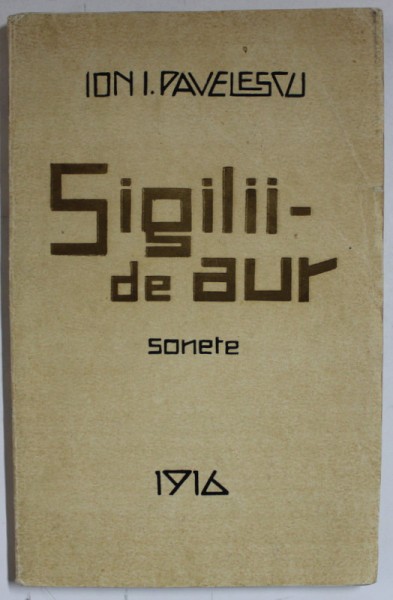 ION I. PAVELESCU
Sigilii-
de aur
sonete
1916